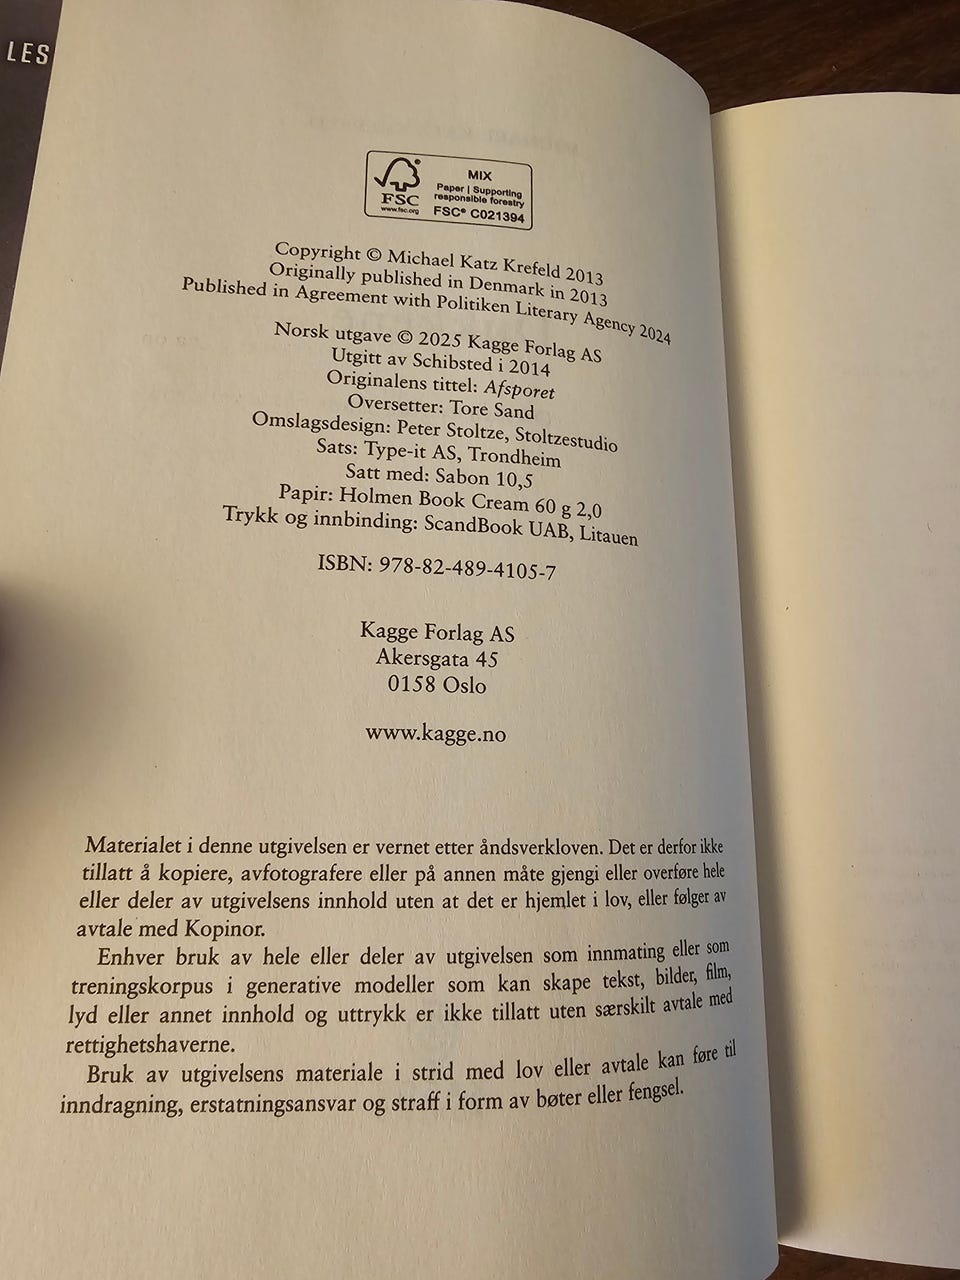 LES
MIX
Paper | Supporting
responsible forestry
FSC® C021394
FSC
www.fsc.org
Copyright © Michael Katz Krefeld 2013
Originally published in Denmark in 2013
Published in Agreement with Politiken Literary Agency 2024
Norsk utgave © 2025 Kagge Forlag AS
Utgitt av Schibsted i 2014
Originalens tittel: Afsporet
Oversetter: Tore Sand
Omslagsdesign: Peter Stoltze, Stoltzestudio
Sats: Type-it AS, Trondheim
Satt med: Sabon 10,5
Papir: Holmen Book Cream 60 g 2,0
Trykk og innbinding: ScandBook UAB, Litauen
ISBN: 978-82-489-4105-7
Kagge Forlag AS
Akersgata 45
0158 Oslo
www.kagge.no
Materialet i denne utgivelsen er vernet etter åndsverkloven. Det er derfor ikke
tillatt å kopiere, avfotografere eller på annen måte gjengi eller overføre hele
eller deler av utgivelsens innhold uten at det er hjemlet i lov, eller følger av
avtale med Kopinor.
Enhver bruk av hele eller deler av utgivelsen som innmating eller som
treningskorpus i generative modeller som kan skape tekst, bilder, film,
lyd eller annet innhold og uttrykk er ikke tillatt uten særskilt avtale med
rettighetshaverne.
Bruk av utgivelsens materiale i strid med lov eller avtale kan føre til
inndragning, erstatningsansvar og straff i form av bøter eller fengsel.